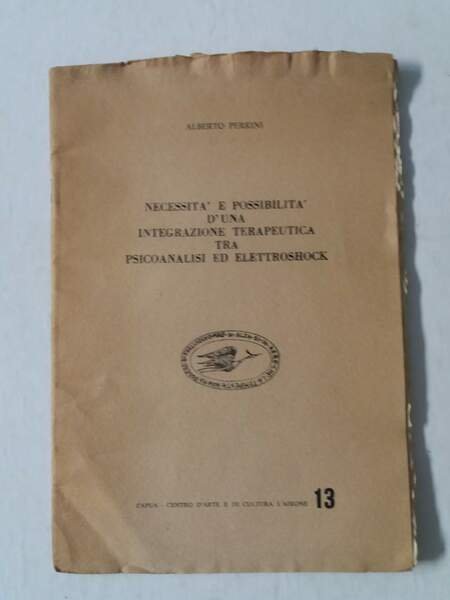 ALBERTO PERRINI
NECESSITA' E POSSIBILITA'
D'UNA
INTEGRAZIONE TERAPEUTICA
TRA
PSICOANALISI ED ELETTROSHOCK
CAPUA - CENTRO D'ARTE E DI CULTURA L'AIRONE 13